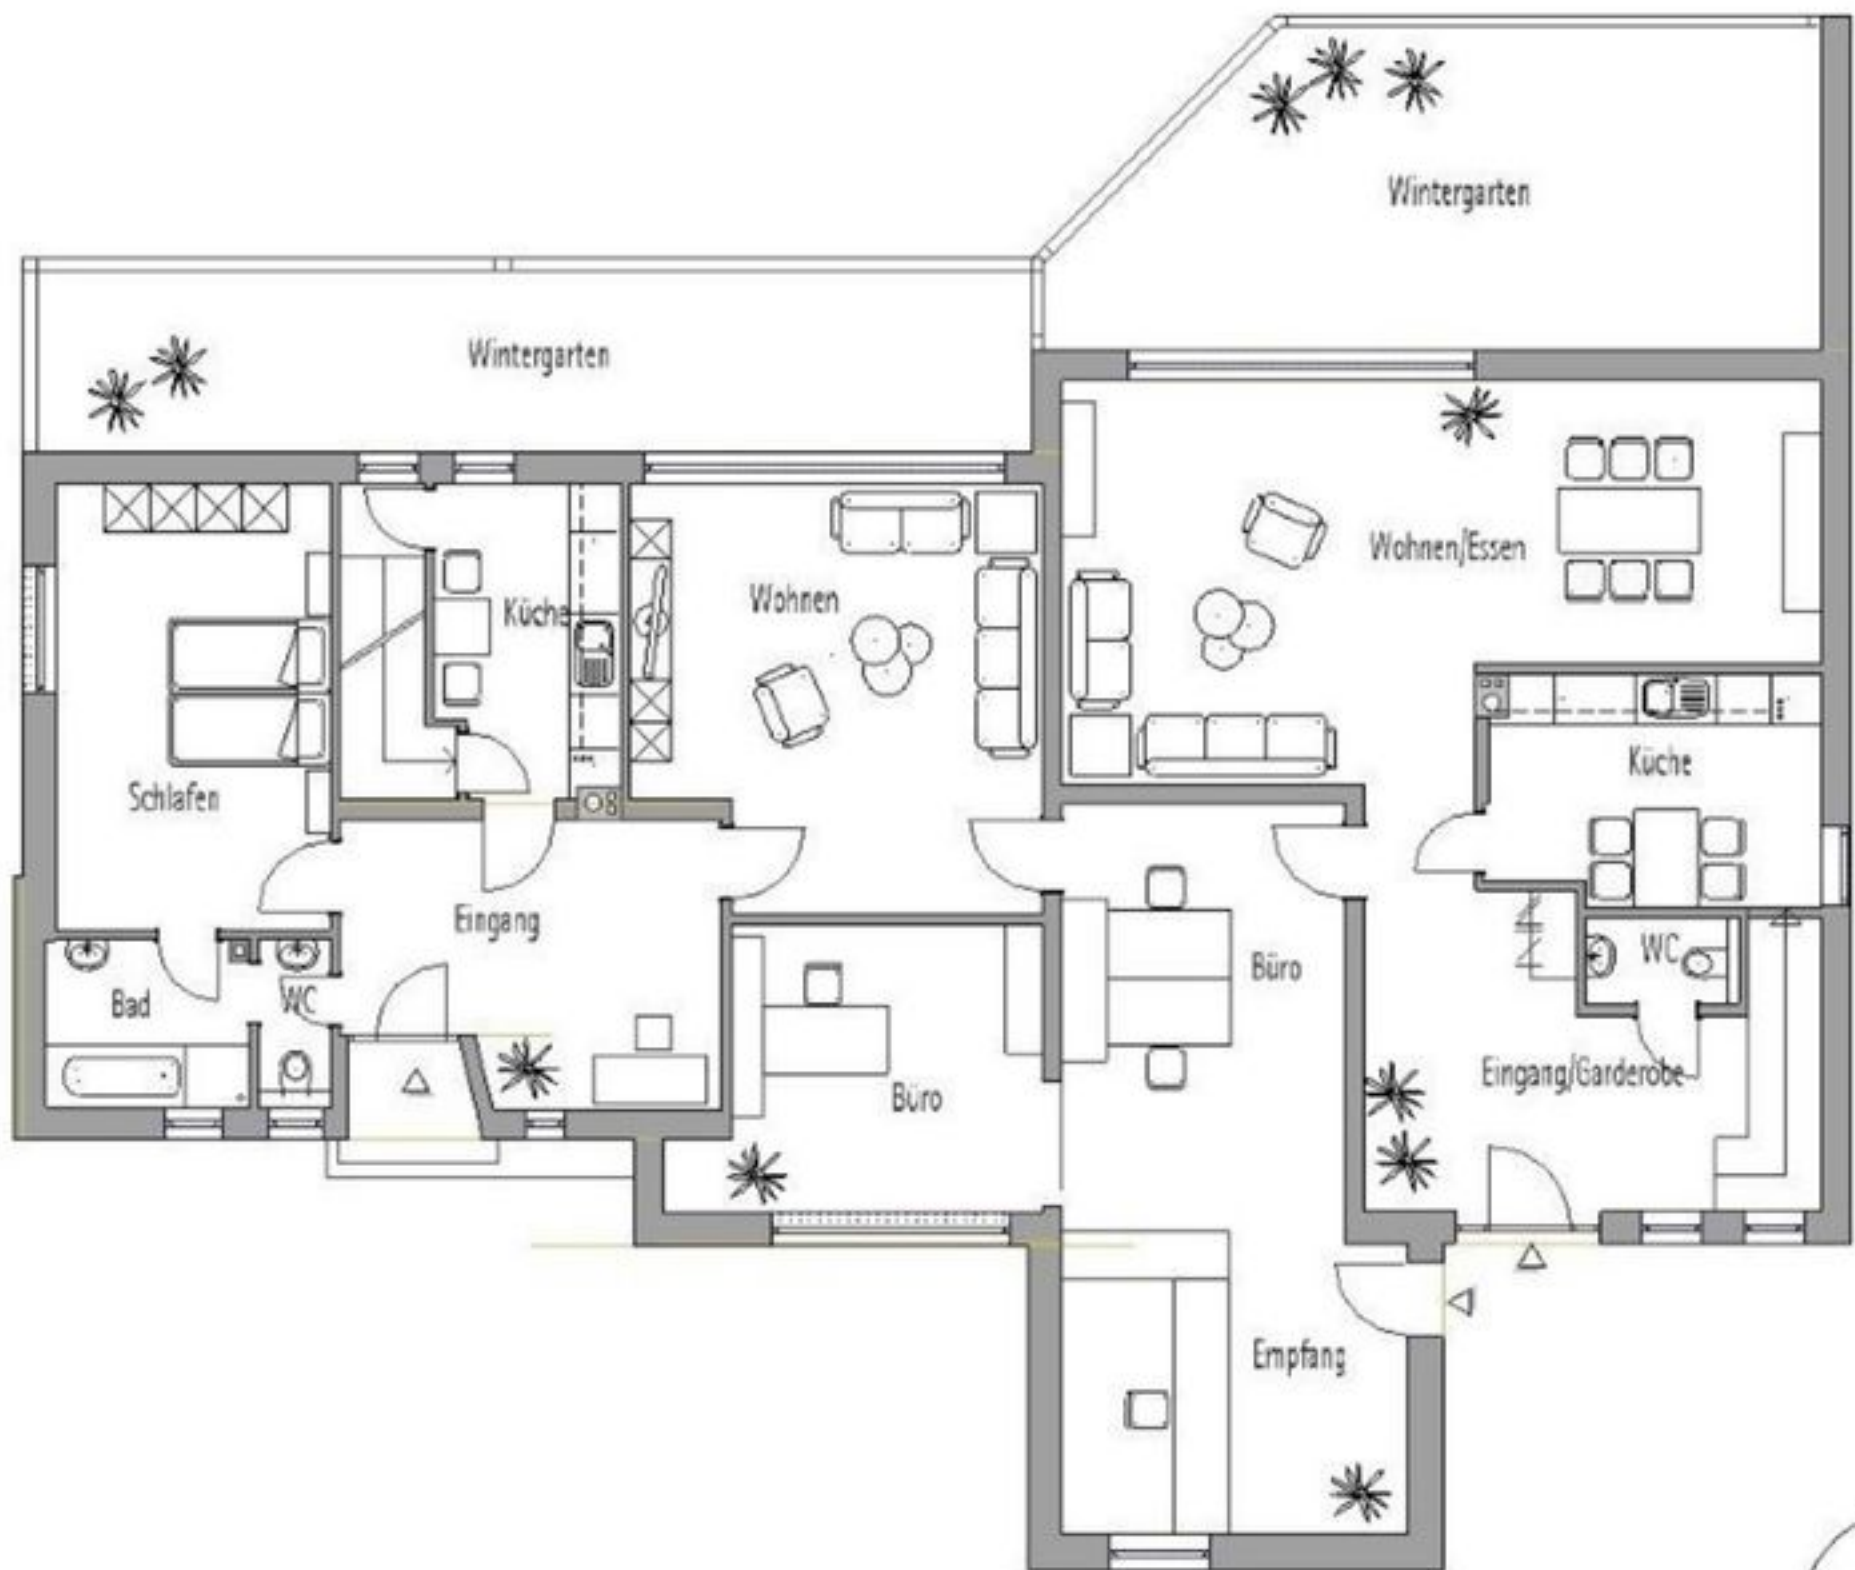 Wintergarten
Wintergarten
Wohnen/Essen
Wohnen
Küche
Küche
Schlafen
Eingang
WC
Büro
Bad
WC
Büro
Eingang/Garderobe
Empfang